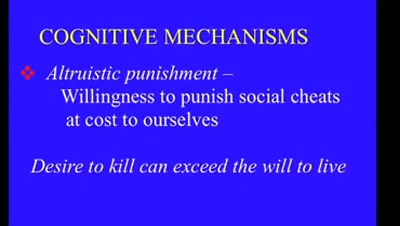 COGNITIVE MECHANISMS
Altruistic punishment –
Willingness to punish social cheats
at cost to ourselves
Desire to kill can exceed the will to live